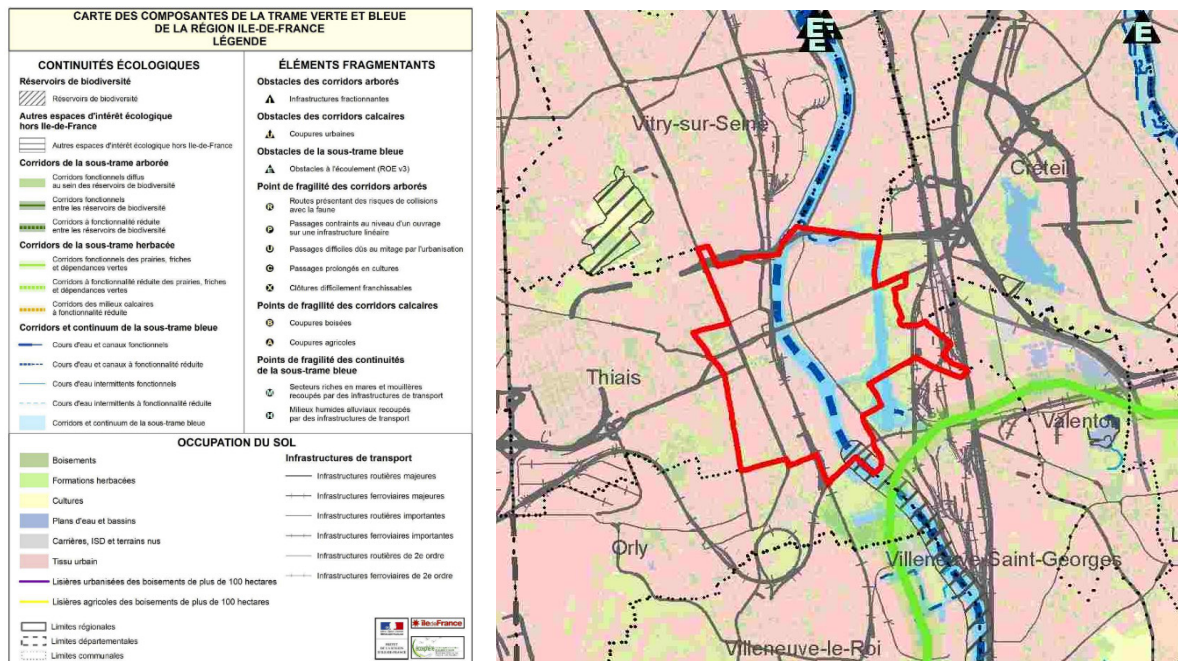 CARTE DES COMPOSANTES DE LA TRAME VERTE ET BLEUE
DE LA RÉGION ILE-DE-FRANCE
LÉGENDE
CONTINUITÉS ÉCOLOGIQUES
Réservoirs de biodiversité
Réservoirs de biodiversité
Autres espaces d'intérêt écologique
hors Ile-de-France
Autres espaces d'intérêt écologique hors Ile-de-France
Corridors de la sous-trame arborée
Corridors fonctionnels diffus
au sein des réservoirs de biodiversité
Corridors fonctionnels
entre les réservoirs de biodiversité
Corridors à fonctionnalité réduite
entre les réservoirs de biodiversité
Corridors de la sous-trame herbacée
Corridors fonctionnels des prairies, friches
et dépendances vertes
Corridors à fonctionnalité réduite des prairies, friches
et dépendances vertes
Corridors des milieux calcaires
à fonctionnalité réduite
Corridors et continuum de la sous-trame bleue
Cours d'eau et canaux fonctionnels
Cours d'eau et canaux à fonctionnalité réduite
Cours d'eau intermittents fonctionnels
Cours d'eau intermittents à fonctionnalité réduite
Corridors et continuum de la sous-trame bleue
ÉLÉMENTS FRAGMENTANTS
Obstacles des corridors arborés
Infrastructures fractionnantes
Obstacles des corridors calcaires
Coupures urbaines
Obstacles de la sous-trame bleue
Obstacles à l'écoulement (ROE v3)
Point de fragilité des corridors arborés
R
Routes présentant des risques de collisions
avec la faune
P
Passages contraints au niveau d'un ouvrage
sur une infrastructure linéaire
U
Passages difficiles dûs au mitage par l'urbanisation
C
Passages prolongés en cultures
Clôtures difficilement franchissables
Points de fragilité des corridors calcaires
B
Coupures boisées
A
Coupures agricoles
Points de fragilité des continuités
de la sous-trame bleue
M
Secteurs riches en mares et mouillères
recoupés par des infrastructures de transport
H
Milieux humides alluviaux recoupés
par des infrastructures de transport
OCCUPATION DU SOL
Boisements
Formations herbacées
Cultures
Plans d'eau et bassins
Carrières, ISD et terrains nus
Tissu urbain
Lisières urbanisées des boisements de plus de 100 hectares
Lisières agricoles des boisements de plus de 100 hectares
Limites régionales
Limites départementales
Limites communales
Infrastructures de transport
Infrastructures routières majeures
Infrastructures ferroviaires majeures
Infrastructures routières importantes
Infrastructures ferroviaires importantes
Infrastructures routières de 2e ordre
Infrastructures ferroviaires de 2e ordre
île de France
E
E
E
Vitry-sur-Seine
Créteil
Thiais
Valenton
Orly
Villeneuve-Saint-Georges
L
Villeneuve-le-Roi